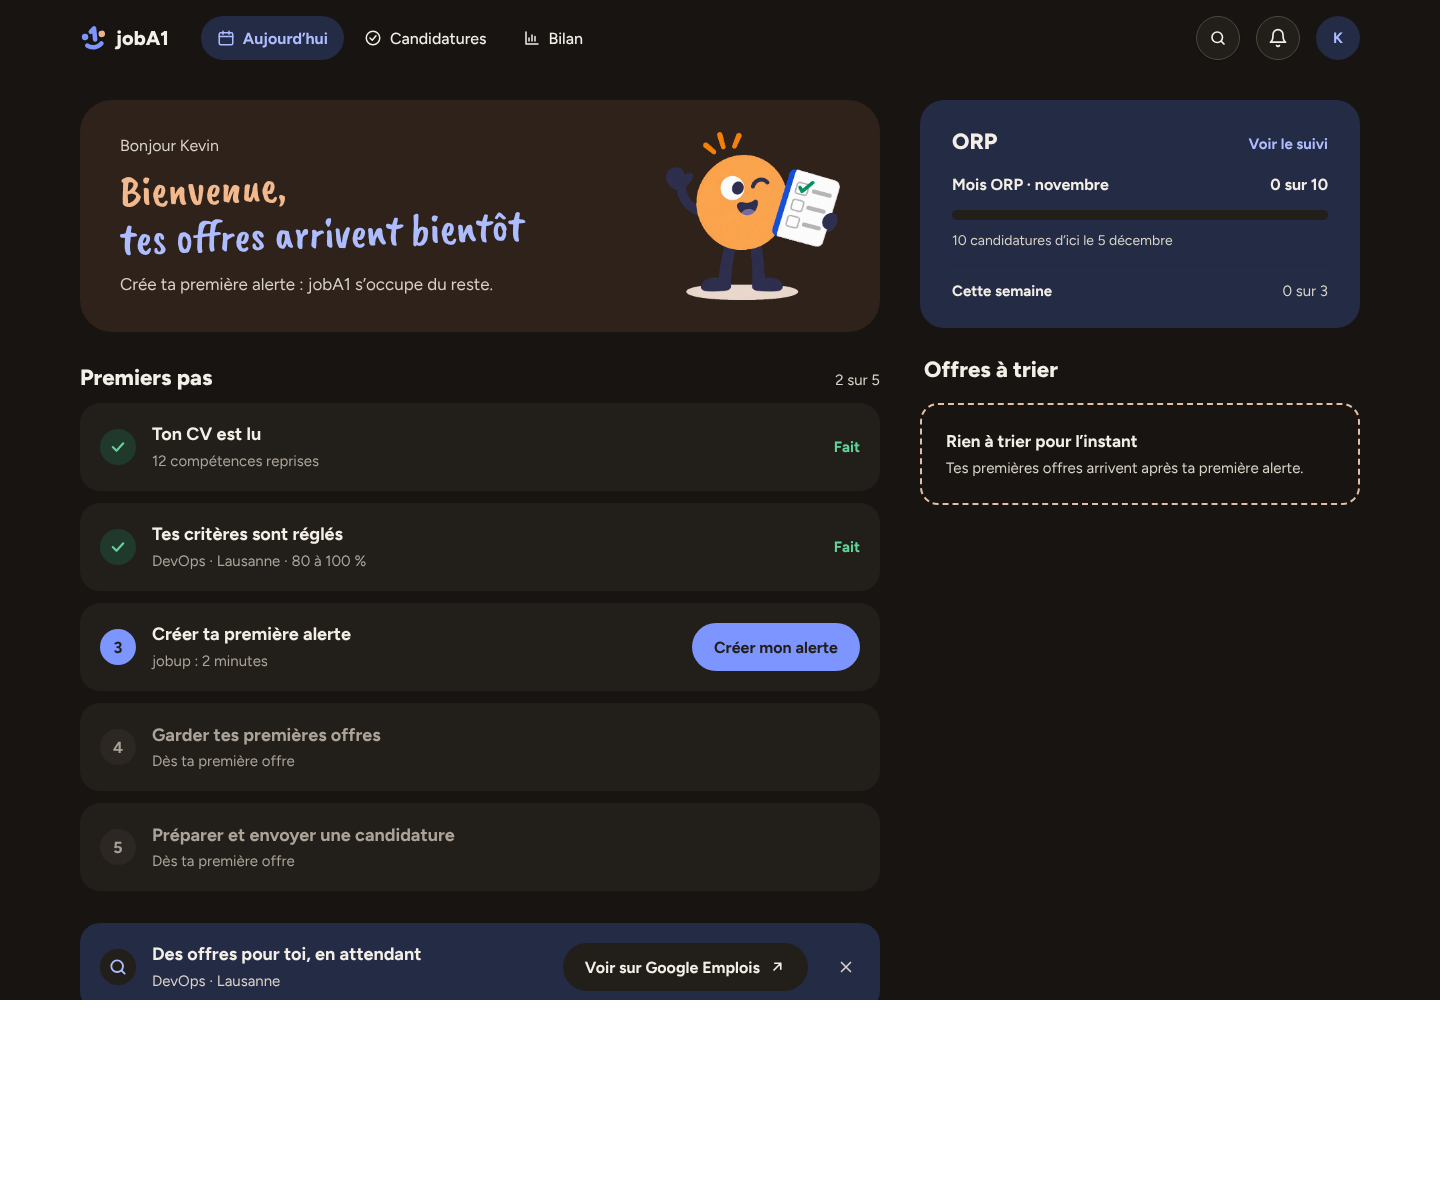 jobA1
Aujourd’hui
Candidatures
Bilan
K
Bonjour Kevin
Bienvenue,
tes offres arrivent bientôt
Crée ta première alerte : jobA1 s’occupe du reste.
ORP
Voir le suivi
Mois ORP · novembre
0 sur 10
10 candidatures d’ici le 5 décembre
Cette semaine
0 sur 3
Premiers pas
2 sur 5
Ton CV est lu
12 compétences reprises
Fait
Tes critères sont réglés
DevOps · Lausanne · 80 à 100 %
Fait
3
Créer ta première alerte
jobup : 2 minutes
Créer mon alerte
4
Garder tes premières offres
Dès ta première offre
5
Préparer et envoyer une candidature
Dès ta première offre
Des offres pour toi, en attendant
DevOps · Lausanne
Voir sur Google Emplois
Offres à trier
Rien à trier pour l’instant
Tes premières offres arrivent après ta première alerte.